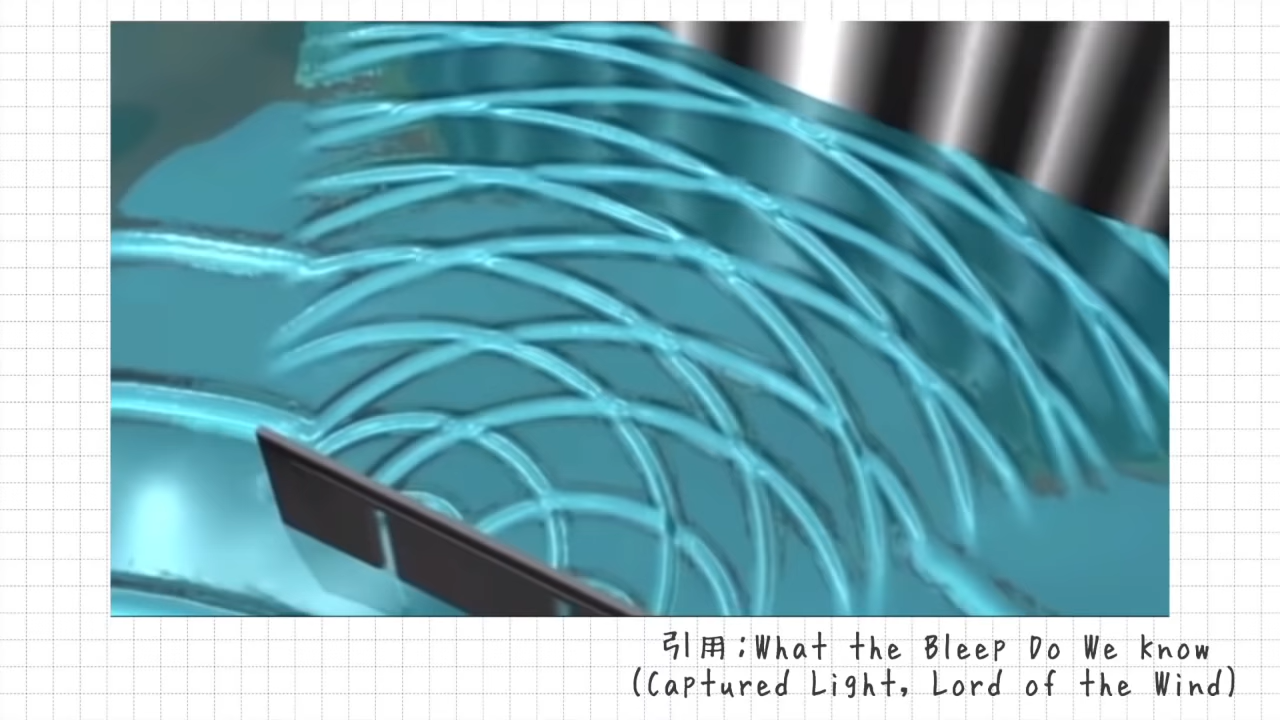 引用:What the Bleep Do We know
(Captured Light, Lord of the Wind)